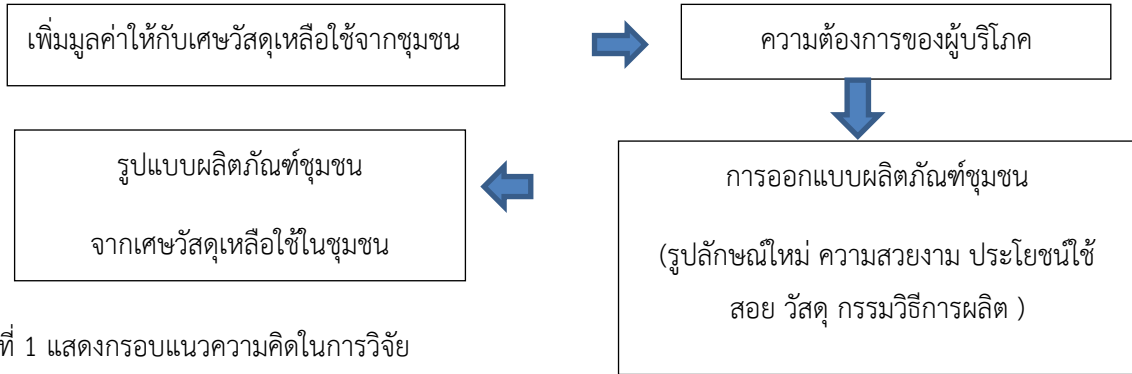 เพิ่มมูลค่าให้กับเศษวัสดุเหลือใช้จากชุมชน
ความต้องการของผู้บริโภค
การออกแบบผลิตภัณฑ์ชุมชน
(รูปลักษณ์ใหม่ ความสวยงาม ประโยชน์ใช้
สอย วัสดุ กรรมวิธีการผลิต )
รูปแบบผลิตภัณฑ์ชุมชน
จากเศษวัสดุเหลือใช้ในชุมชน
ที่ 1 แสดงกรอบแนวความคิดในการวิจัย